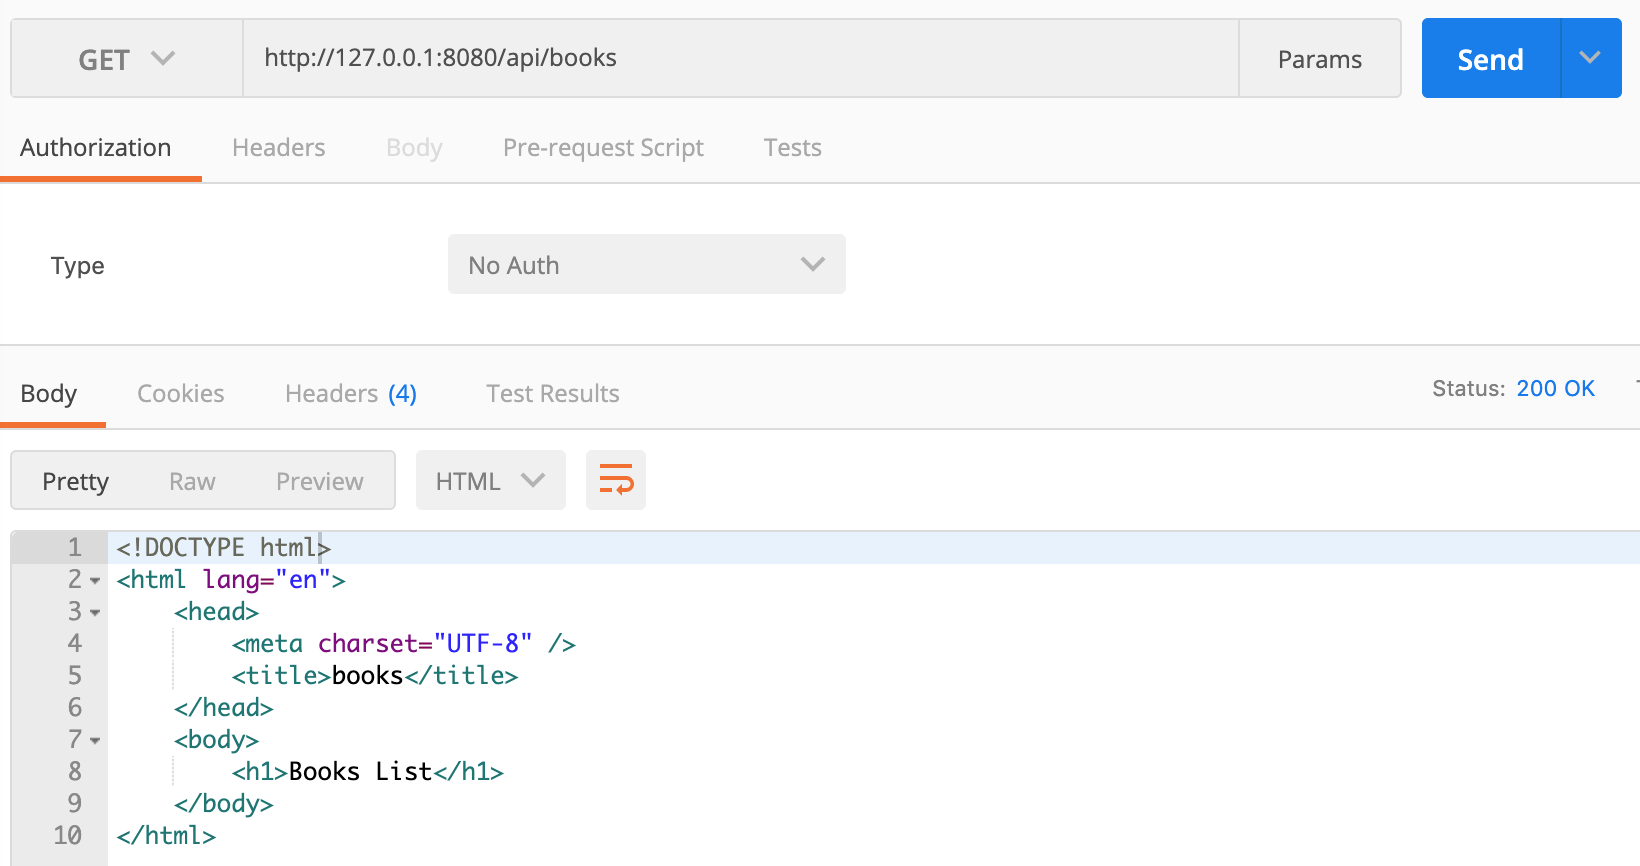 GET http://127.0.0.1:8080/api/books Params Send
Authorization Headers Body Pre-request Script Tests
Type No Auth
Body Cookies Headers (4) Test Results Status: 200 OK
Pretty Raw Preview HTML
1 <!DOCTYPE html>
2 <html lang="en">
3 <head>
4 <meta charset="UTF-8" />
5 <title>books</title>
6 </head>
7 <body>
8 <h1>Books List</h1>
9 </body>
10 </html>